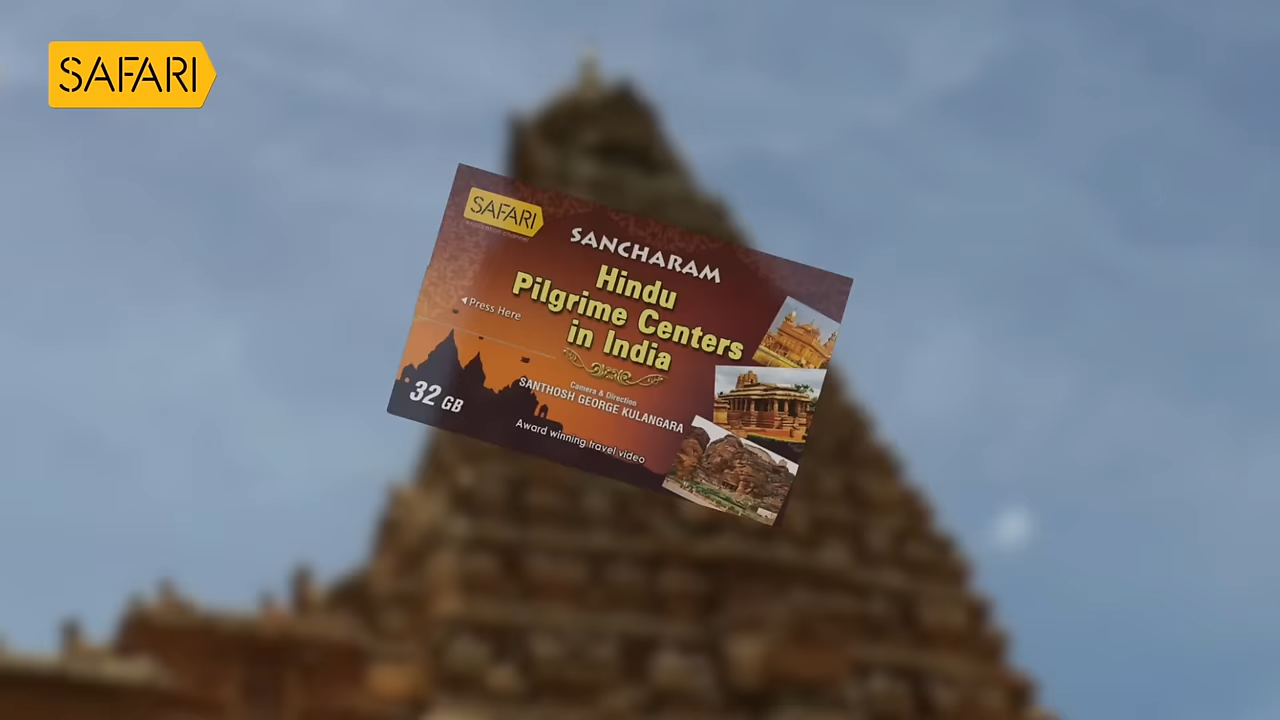 SAFARI
SAFARI
SANCHARAM
Hindu
Pilgrime Centers
in India
Press Here
Camera & Direction
SANTHOSH GEORGE KULANGARA
32 GB
Award winning travel video